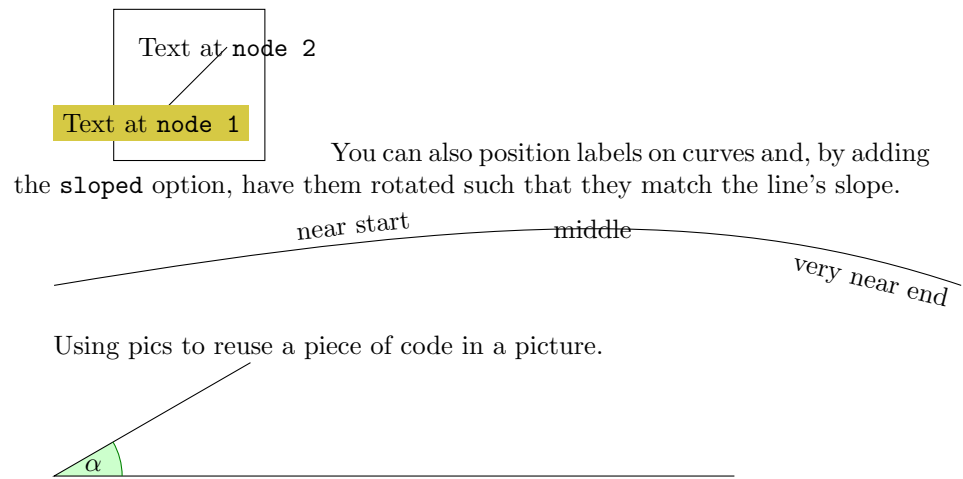 Text at node 2
Text at node 1
You can also position labels on curves and, by adding
the sloped option, have them rotated such that they match the line's slope.
near start
middle
very near end
Using pics to reuse a piece of code in a picture.
α